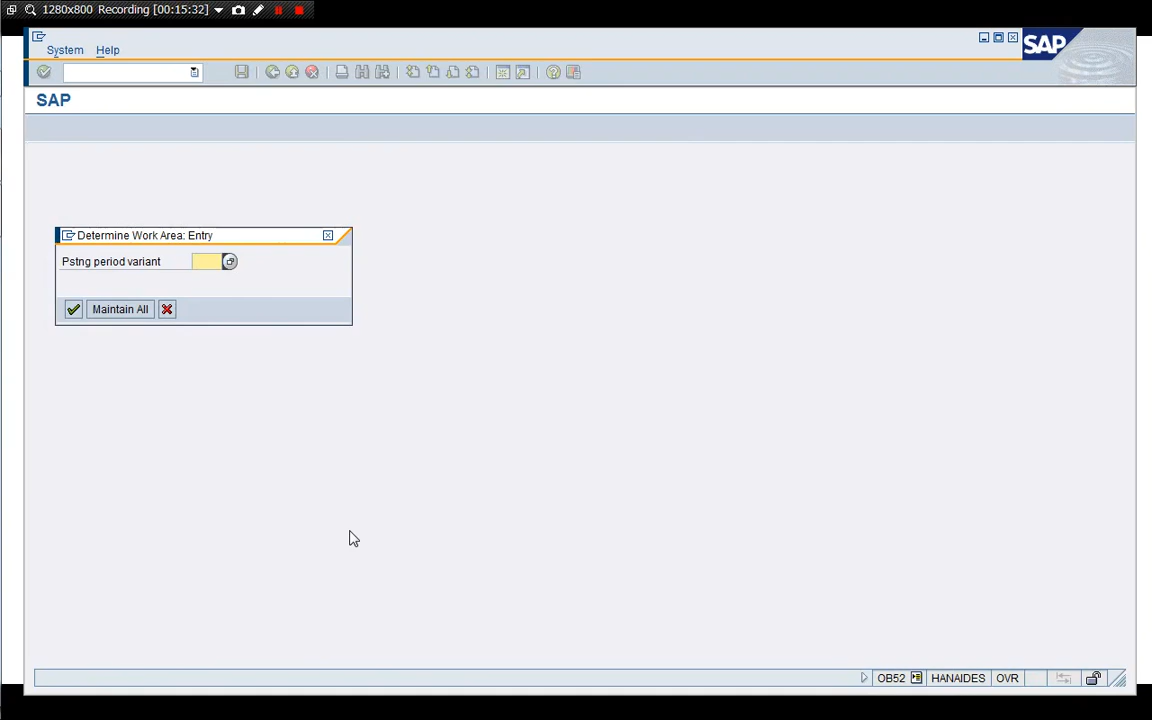 1280x800 Recording [00:15:32]
System Help
SAP
SAP
Determine Work Area: Entry
Pstng period variant
Maintain All
OB52 HANAIDES OVR